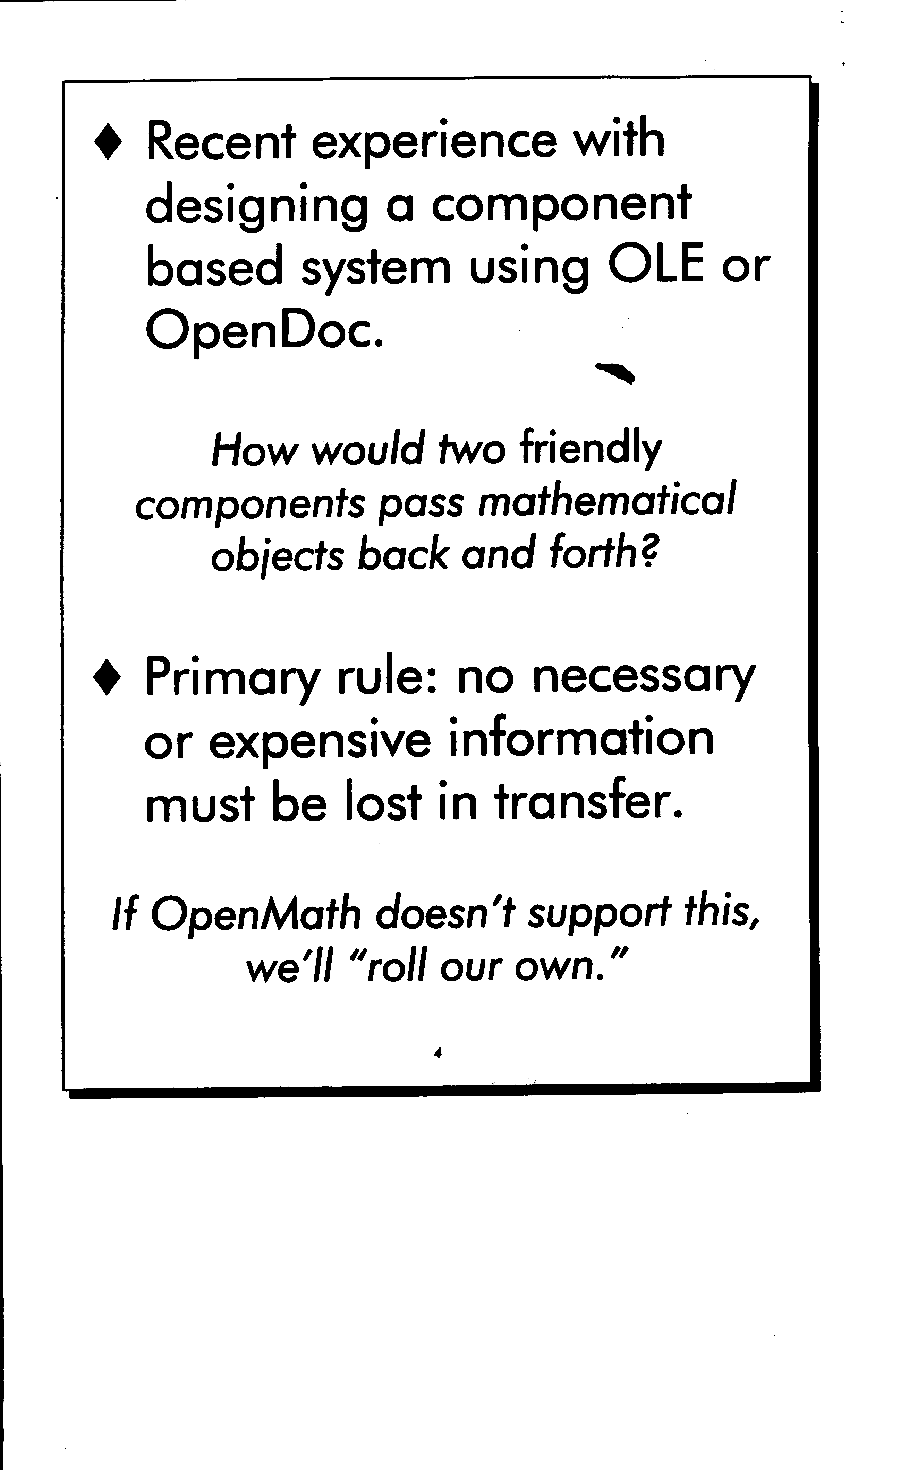 ♦ Recent experience with
designing a component
based system using OLE or
OpenDoc.
How would two friendly
components pass mathematical
objects back and forth?
♦ Primary rule: no necessary
or expensive information
must be lost in transfer.
If OpenMath doesn't support this,
we'll "roll our own."
4